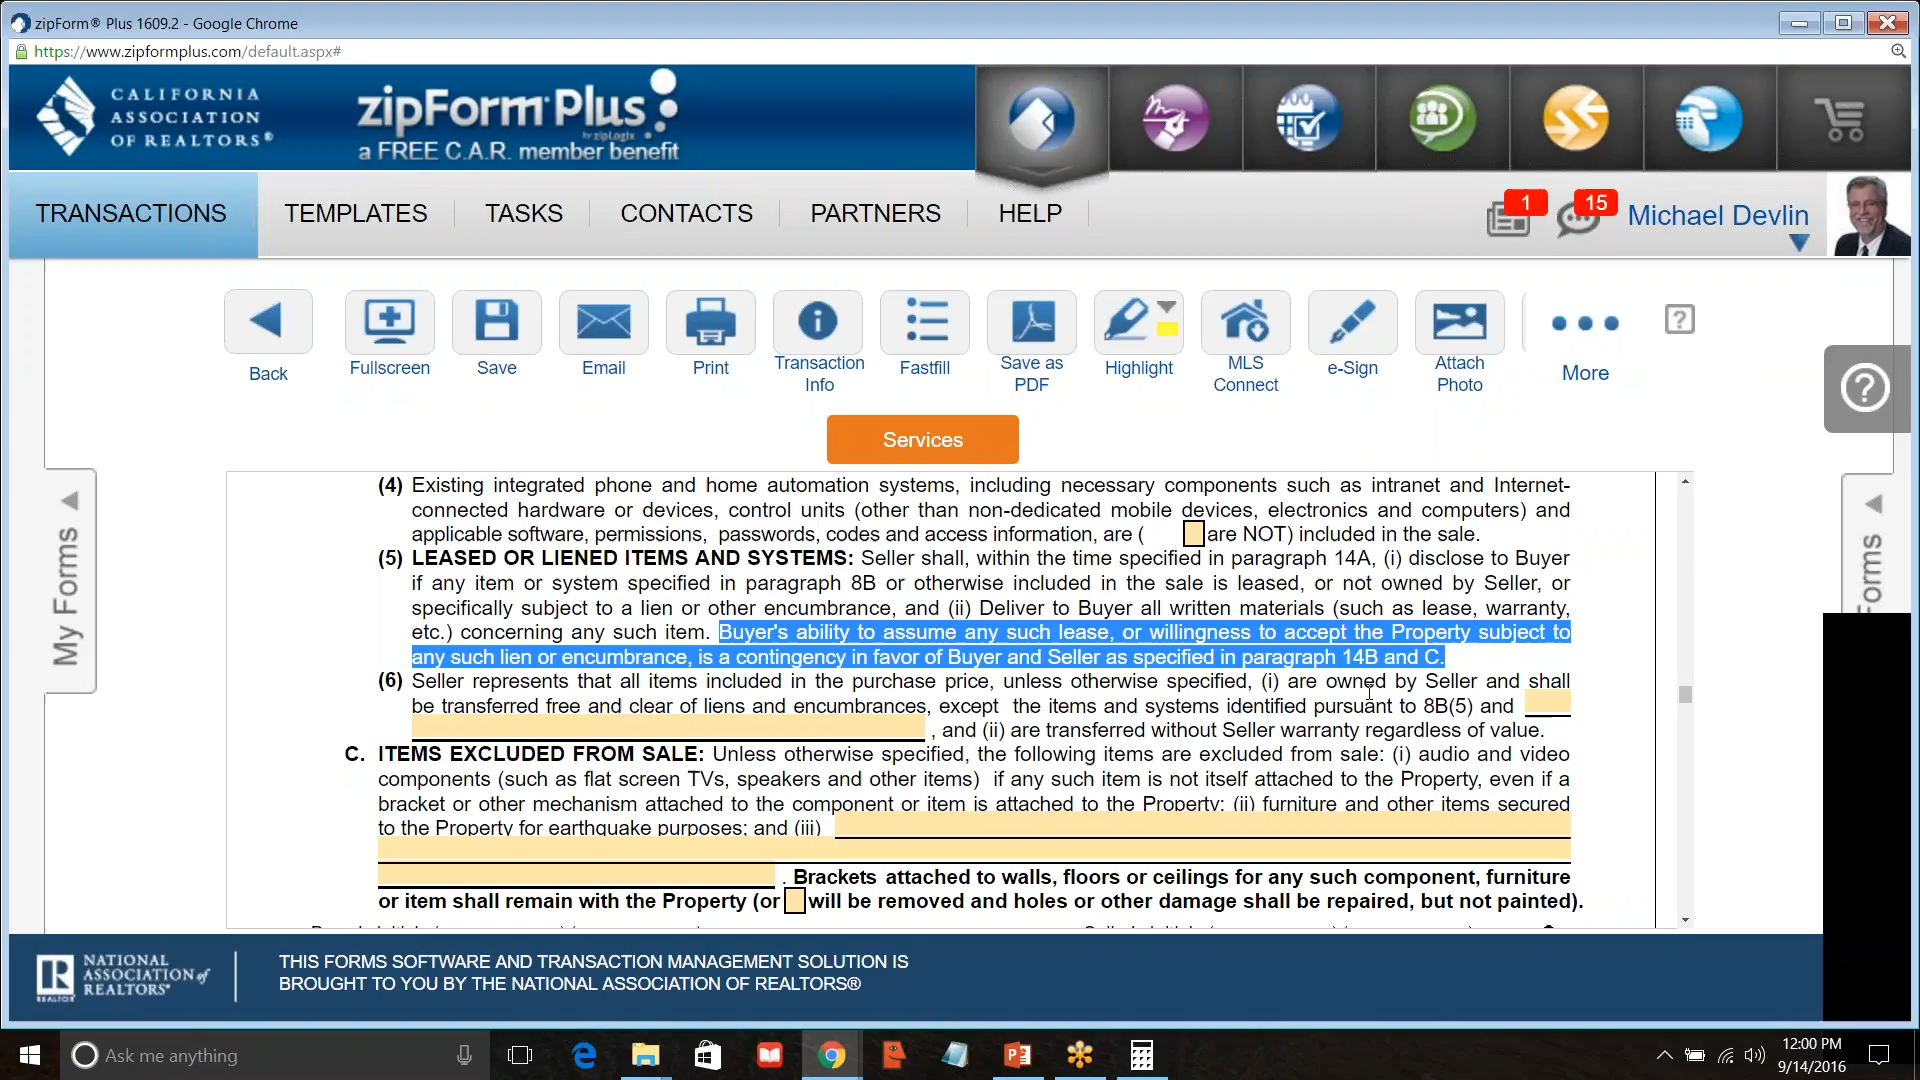 zipForm® Plus 1609.2 - Google Chrome
https://www.zipformplus.com/default.aspx#
CALIFORNIA
ASSOCIATION
OF REALTORS®
zipForm Plus
by zipLogix
a FREE C.A.R. member benefit
TRANSACTIONS TEMPLATES TASKS CONTACTS PARTNERS HELP 1 15 Michael Devlin
Back Fullscreen Save Email Print Transaction Info Fastfill Save as PDF Highlight MLS Connect e-Sign Attach Photo More
Services
My Forms
Forms
(4) Existing integrated phone and home automation systems, including necessary components such as intranet and Internet-
connected hardware or devices, control units (other than non-dedicated mobile devices, electronics and computers) and
applicable software, permissions, passwords, codes and access information, are ( are NOT) included in the sale.
(5) LEASED OR LIENED ITEMS AND SYSTEMS: Seller shall, within the time specified in paragraph 14A, (i) disclose to Buyer
if any item or system specified in paragraph 8B or otherwise included in the sale is leased, or not owned by Seller, or
specifically subject to a lien or other encumbrance, and (ii) Deliver to Buyer all written materials (such as lease, warranty,
etc.) concerning any such item. Buyer's ability to assume any such lease, or willingness to accept the Property subject to
any such lien or encumbrance, is a contingency in favor of Buyer and Seller as specified in paragraph 14B and C.
(6) Seller represents that all items included in the purchase price, unless otherwise specified, (i) are owned by Seller and shall
be transferred free and clear of liens and encumbrances, except the items and systems identified pursuant to 8B(5) and
, and (ii) are transferred without Seller warranty regardless of value.
C. ITEMS EXCLUDED FROM SALE: Unless otherwise specified, the following items are excluded from sale: (i) audio and video
components (such as flat screen TVs, speakers and other items) if any such item is not itself attached to the Property, even if a
bracket or other mechanism attached to the component or item is attached to the Property; (ii) furniture and other items secured
to the Property for earthquake purposes; and (iii)
. Brackets attached to walls, floors or ceilings for any such component, furniture
or item shall remain with the Property (or will be removed and holes or other damage shall be repaired, but not painted).
REALTOR®
NATIONAL
ASSOCIATION of
REALTORS®
THIS FORMS SOFTWARE AND TRANSACTION MANAGEMENT SOLUTION IS
BROUGHT TO YOU BY THE NATIONAL ASSOCIATION OF REALTORS®
Ask me anything
12:00 PM
9/14/2016